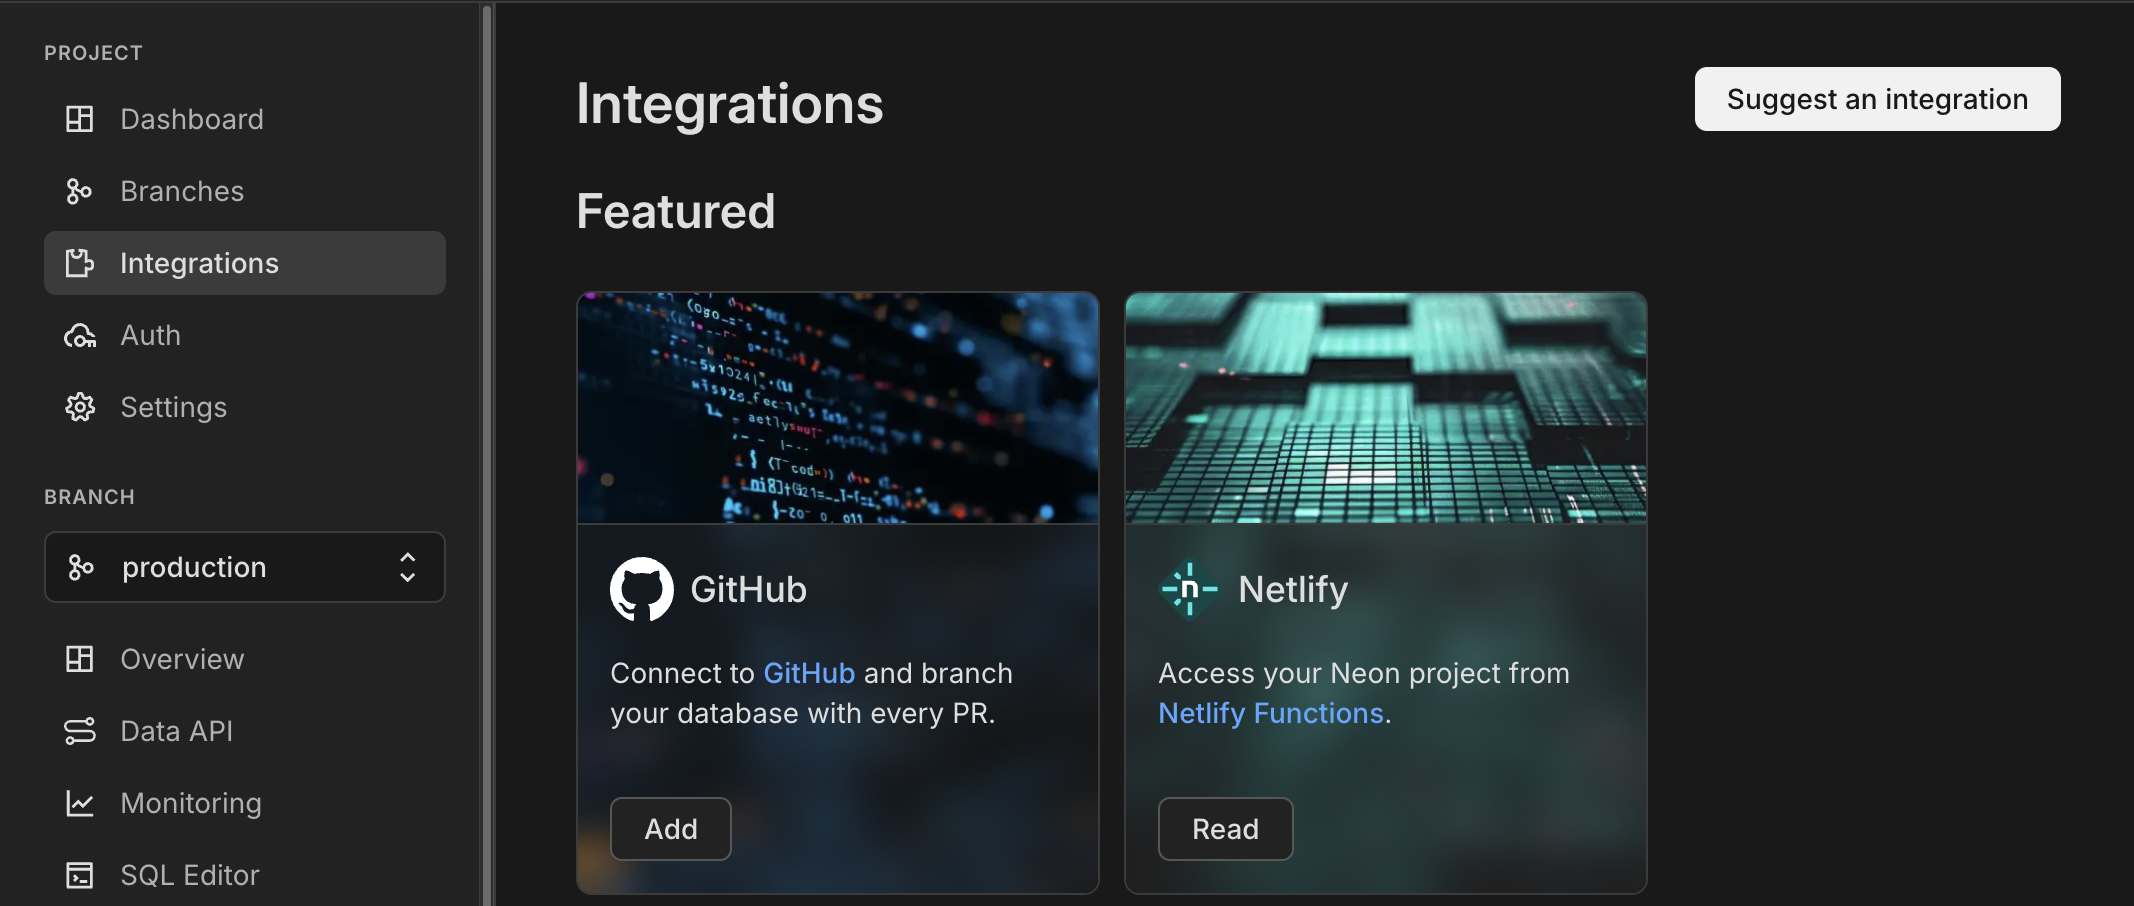 PROJECT
Dashboard
Branches
Integrations
Auth
Settings
BRANCH
production
Overview
Data API
Monitoring
SQL Editor
Integrations
Suggest an integration
Featured
GitHub
Connect to GitHub and branch
your database with every PR.
Add
Netlify
Access your Neon project from
Netlify Functions.
Read